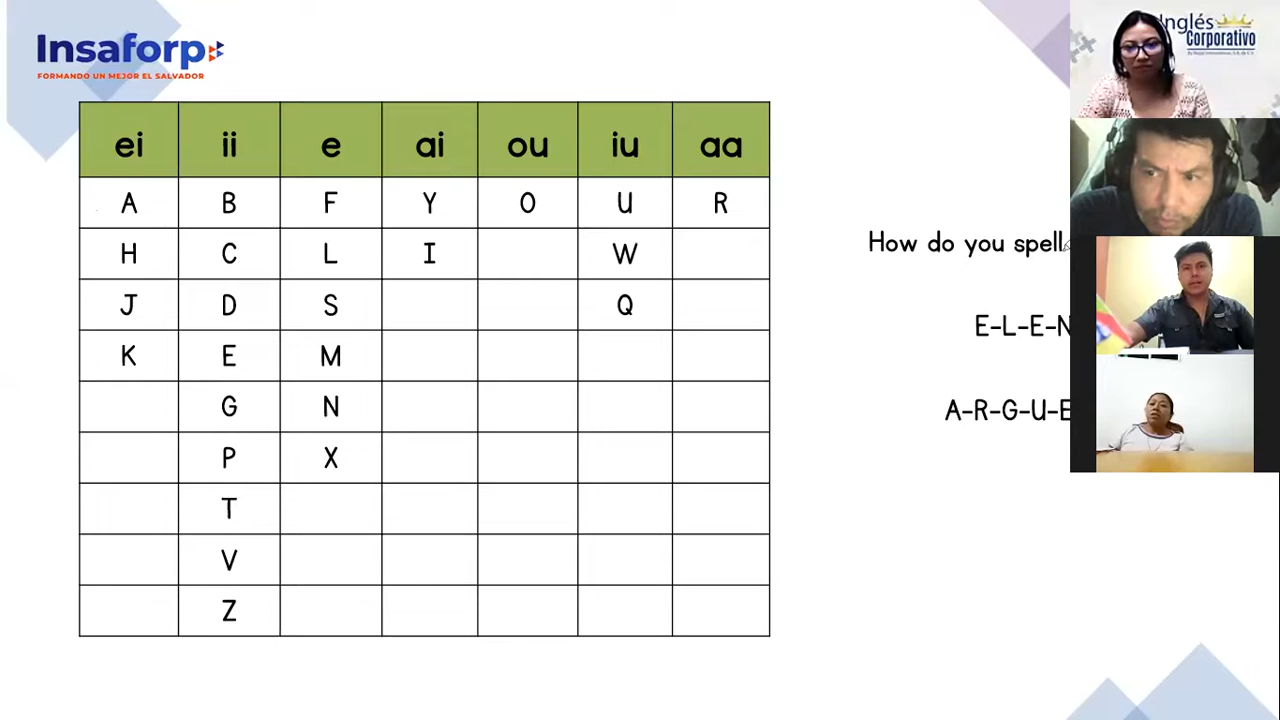 Insaforp
FORMANDO UN MEJOR EL SALVADOR
Inglés
Corporativo
ei ii e ai ou iu aa
A B F Y O U R
H C L I W
J D S Q
K E M
G N
P X
T
V
Z
How do you spell
E-L-E-N
A-R-G-U-E